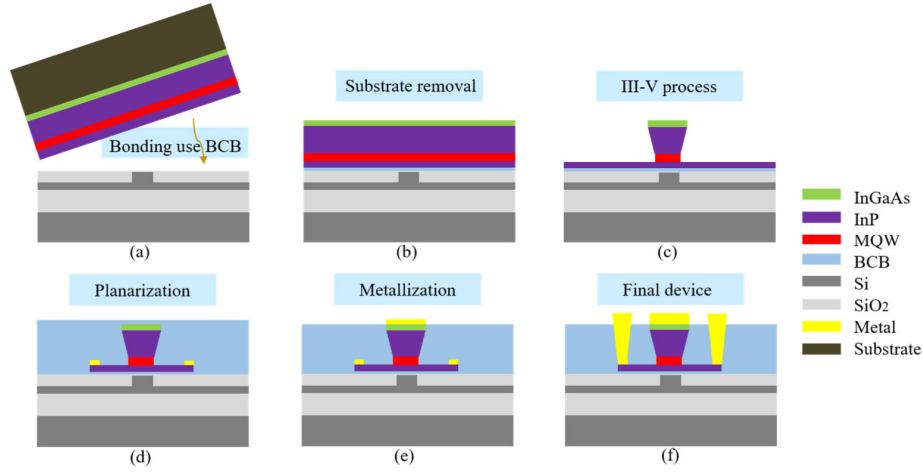 Bonding use BCB
(a)
Substrate removal
(b)
III-V process
(c)
Planarization
(d)
Metallization
(e)
Final device
(f)
InGaAs
InP
MQW
BCB
Si
SiO2
Metal
Substrate